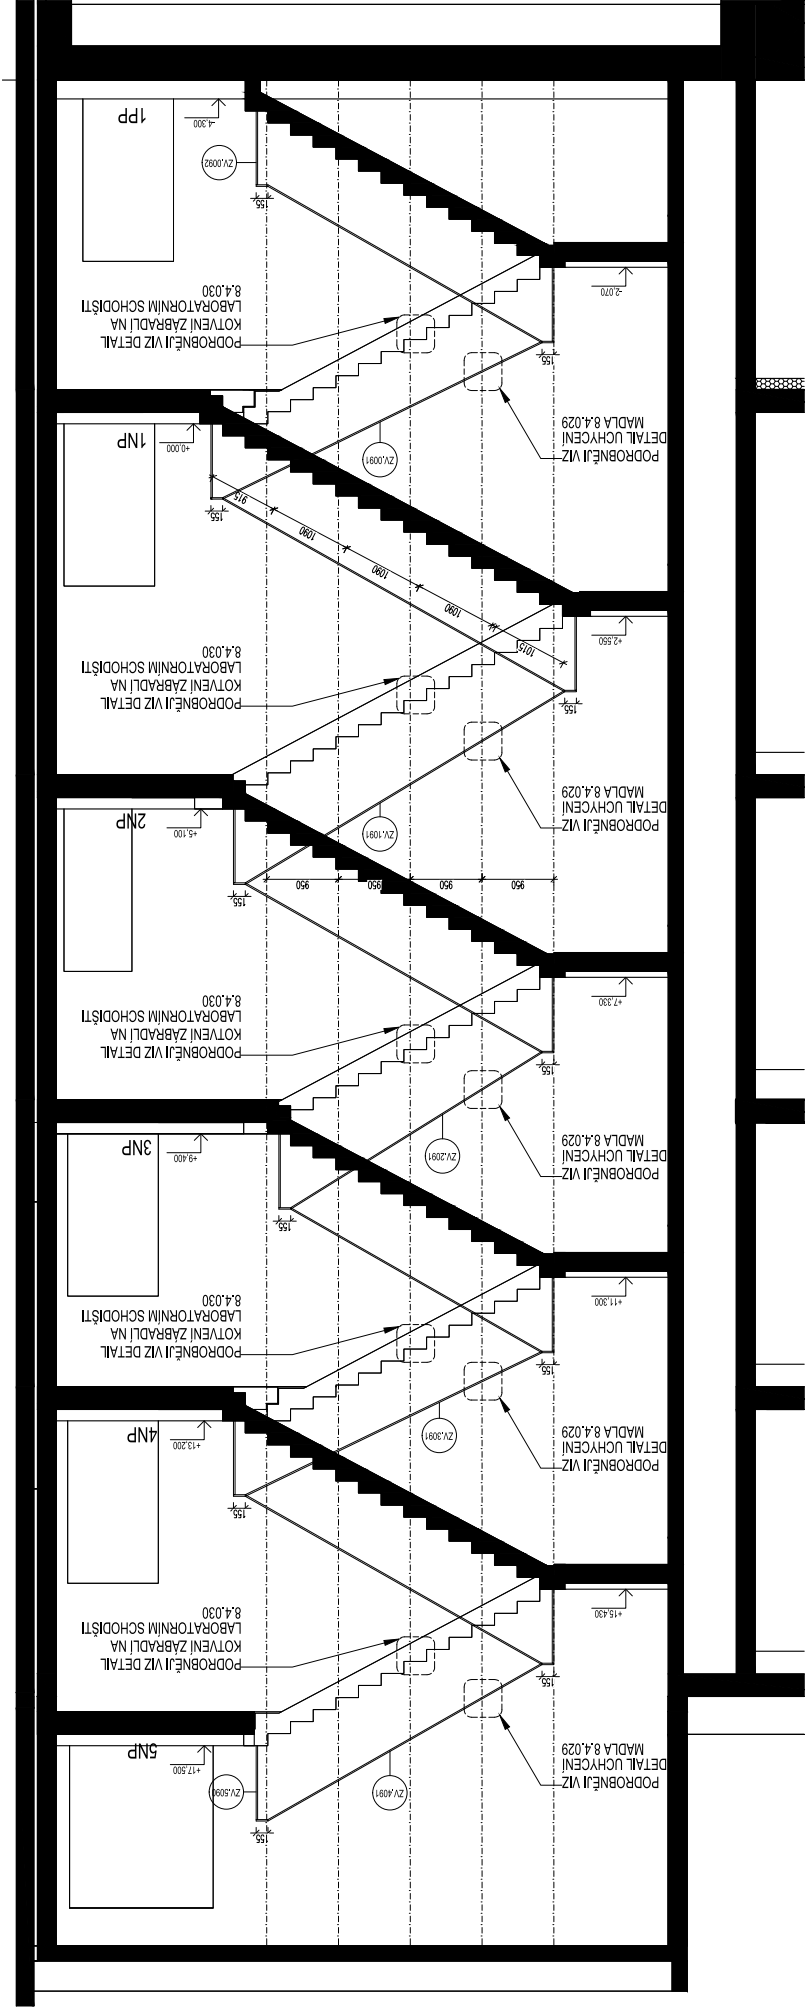 155
ZV.4091
ZV.5090
PODROBNĚJI VIZ
DETAIL UCHYCENÍ
MADLA 8.4.029
+17,500
5NP
155
PODROBNĚJI VIZ DETAIL
KOTVENÍ ZÁBRADLÍ NA
LABORATORNÍM SCHODIŠTI
8.4.030
+15,430
155
PODROBNĚJI VIZ
DETAIL UCHYCENÍ
MADLA 8.4.029
ZV.3091
+13,200
4NP
155
PODROBNĚJI VIZ DETAIL
KOTVENÍ ZÁBRADLÍ NA
LABORATORNÍM SCHODIŠTI
8.4.030
+11,300
155
PODROBNĚJI VIZ
DETAIL UCHYCENÍ
MADLA 8.4.029
ZV.2091
+9,400
3NP
155
PODROBNĚJI VIZ DETAIL
KOTVENÍ ZÁBRADLÍ NA
LABORATORNÍM SCHODIŠTI
8.4.030
+7,330
155
950
950
950
950
PODROBNĚJI VIZ
DETAIL UCHYCENÍ
MADLA 8.4.029
ZV.1091
+5,100
2NP
155
PODROBNĚJI VIZ DETAIL
KOTVENÍ ZÁBRADLÍ NA
LABORATORNÍM SCHODIŠTI
8.4.030
1015
1090
1090
1090
915
+2,550
155
PODROBNĚJI VIZ
DETAIL UCHYCENÍ
MADLA 8.4.029
ZV.0091
+0,000
1NP
155
PODROBNĚJI VIZ DETAIL
KOTVENÍ ZÁBRADLÍ NA
LABORATORNÍM SCHODIŠTI
8.4.030
-2,070
155
ZV.0092
-4,300
1PP